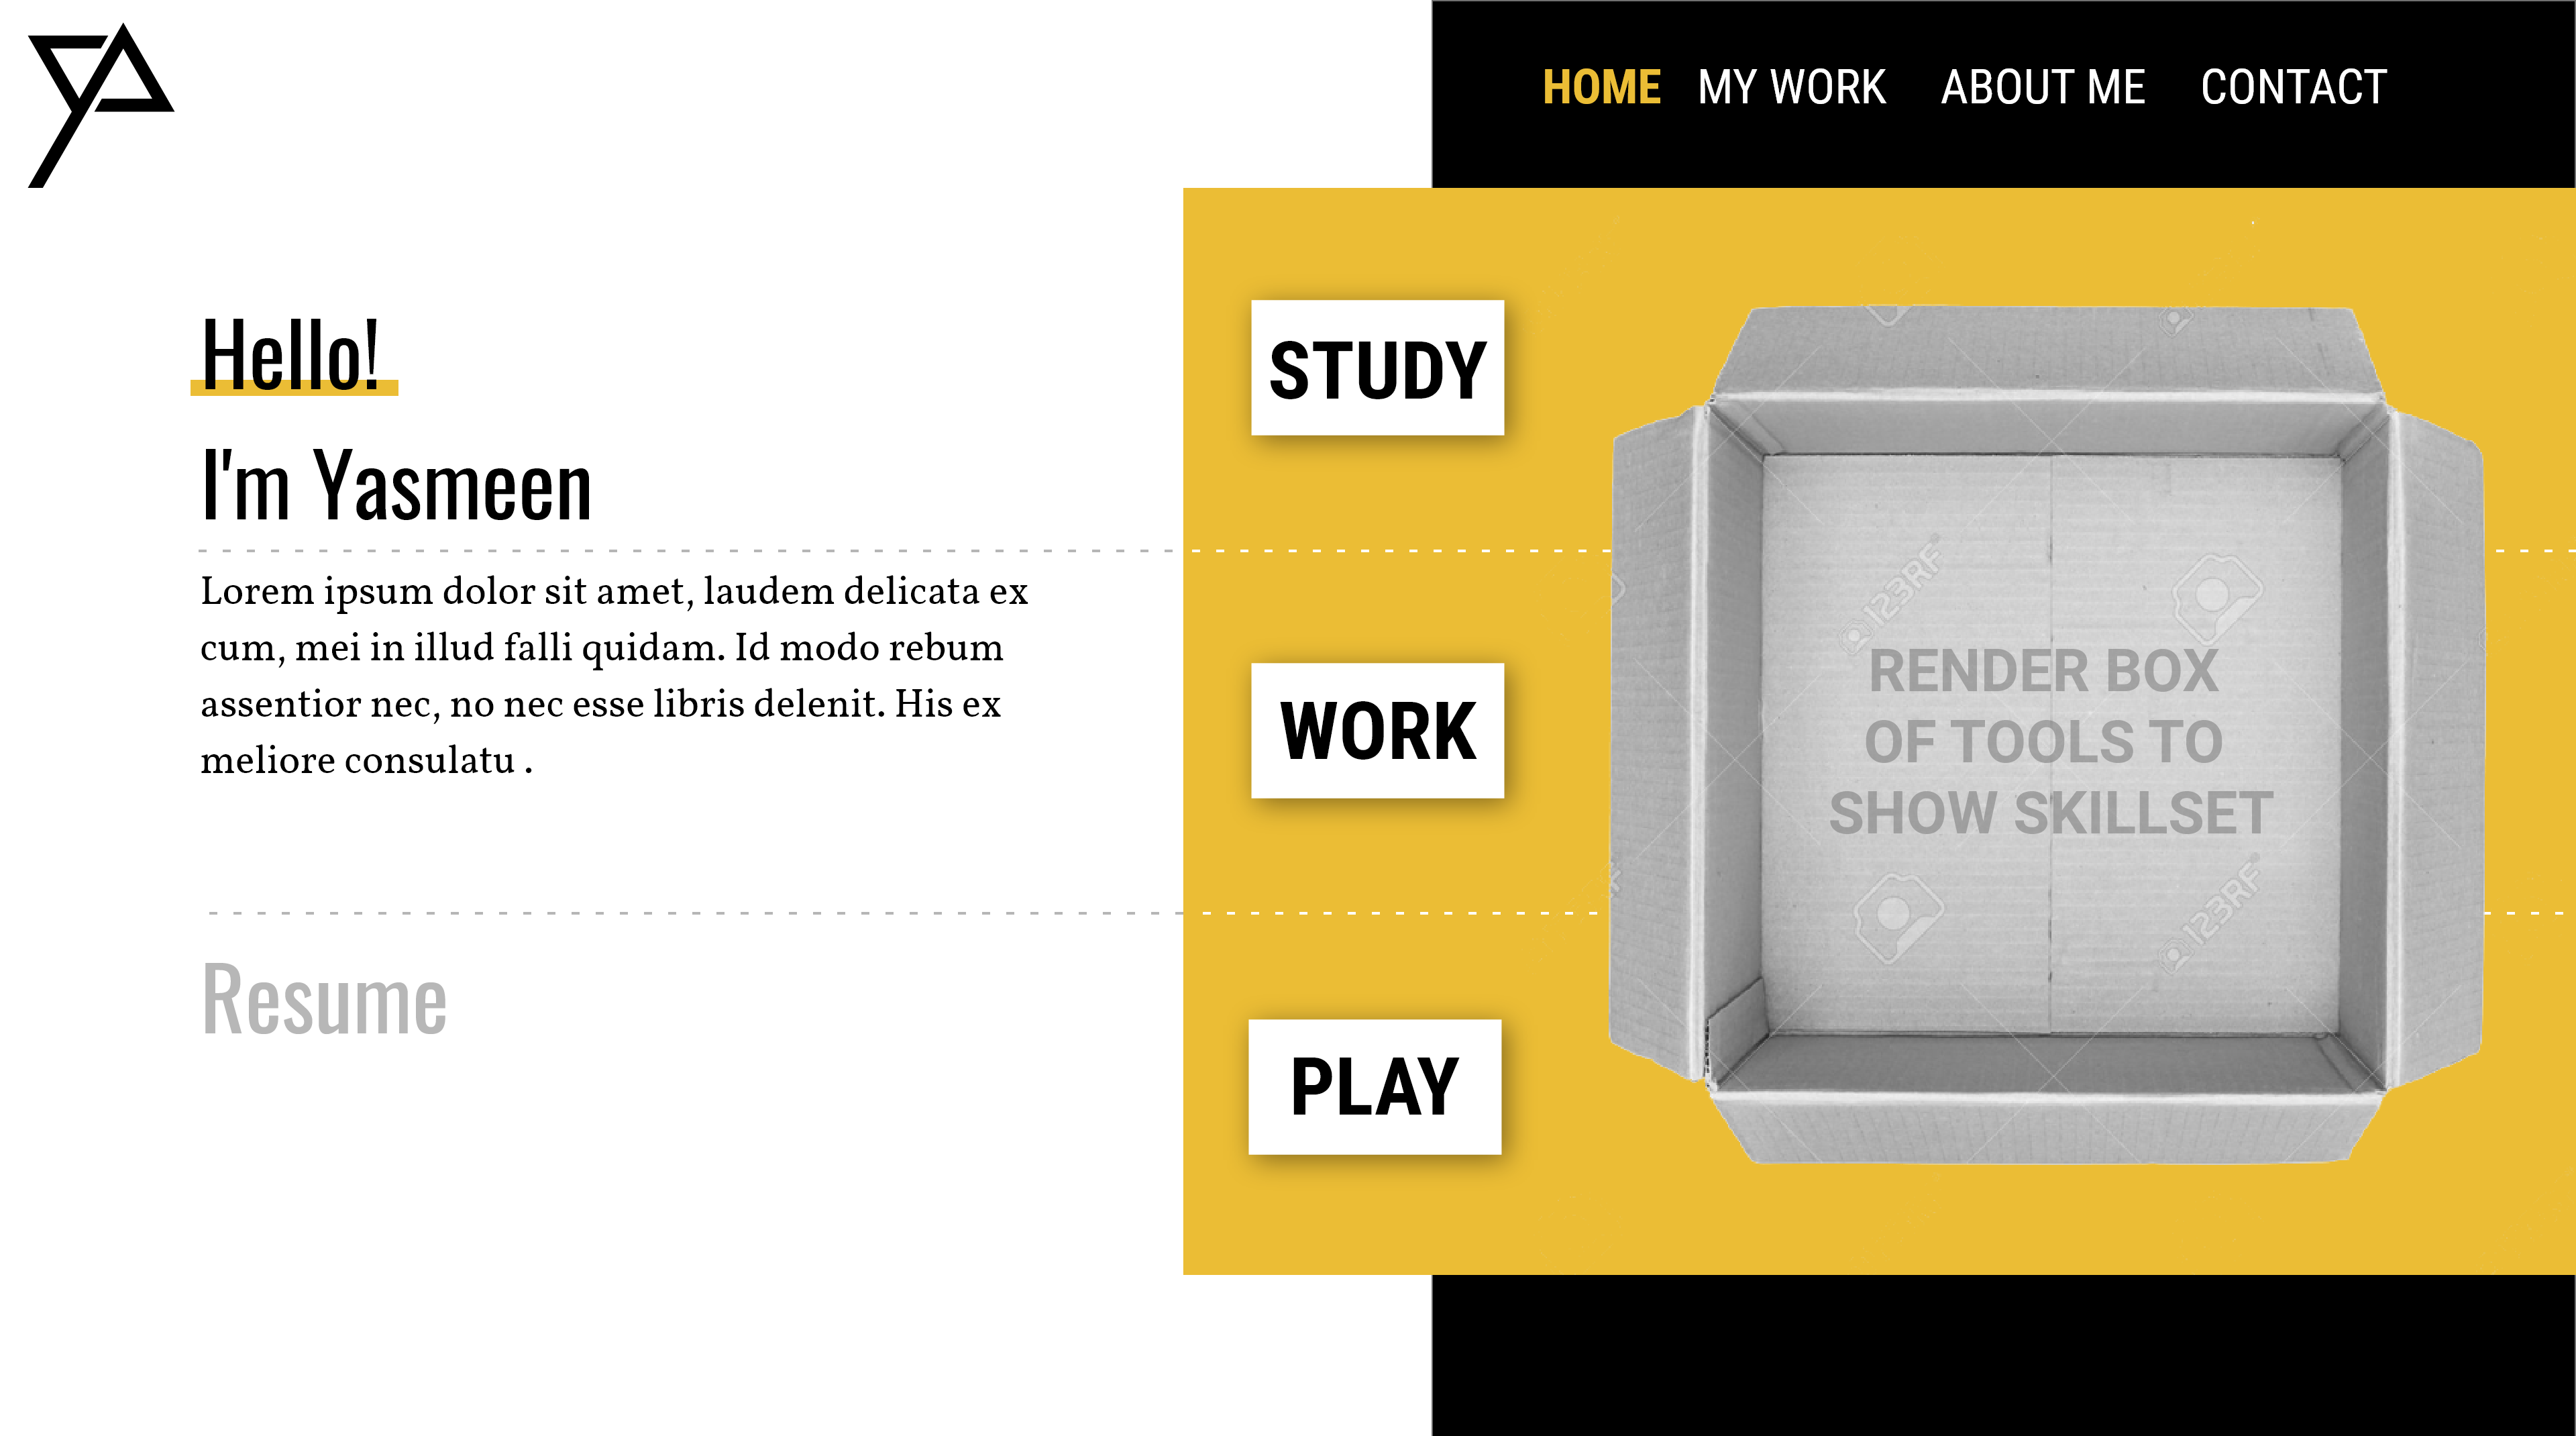 HOME MY WORK ABOUT ME CONTACT
Hello!
I'm Yasmeen
Lorem ipsum dolor sit amet, laudem delicata ex
cum, mei in illud falli quidam. Id modo rebum
assentior nec, no nec esse libris delenit. His ex
meliore consulatu .
Resume
STUDY
WORK
PLAY
123RF
RENDER BOX
OF TOOLS TO
SHOW SKILLSET
123RF